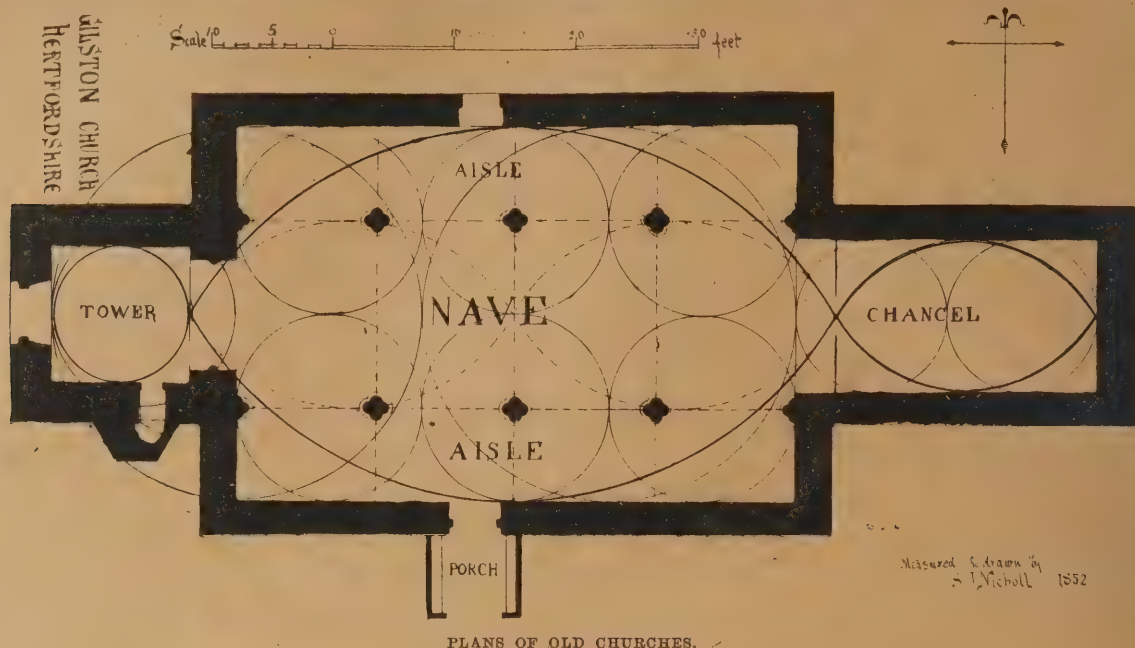 GILSTON CHURCH
HERTFORDSHIRE
Scale 10 5 0 10 20 30 feet
AISLE
TOWER
NAVE
CHANCEL
AISLE
PORCH
Measured & drawn by
S J Nicholl 1852
PLANS OF OLD CHURCHES.